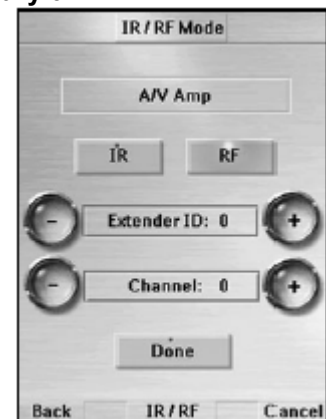 IR / RF Mode
A/V Amp
IR RF
- Extender ID: 0 +
- Channel: 0 +
Done
Back IR / RF Cancel